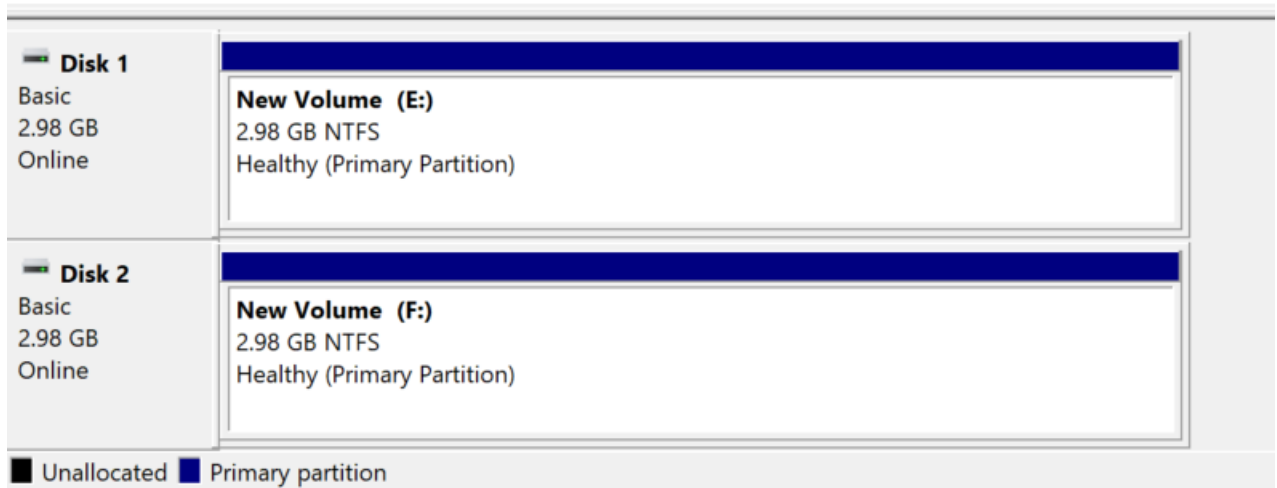 Disk 1
Basic
2.98 GB
Online
New Volume (E:)
2.98 GB NTFS
Healthy (Primary Partition)
Disk 2
Basic
2.98 GB
Online
New Volume (F:)
2.98 GB NTFS
Healthy (Primary Partition)
Unallocated Primary partition